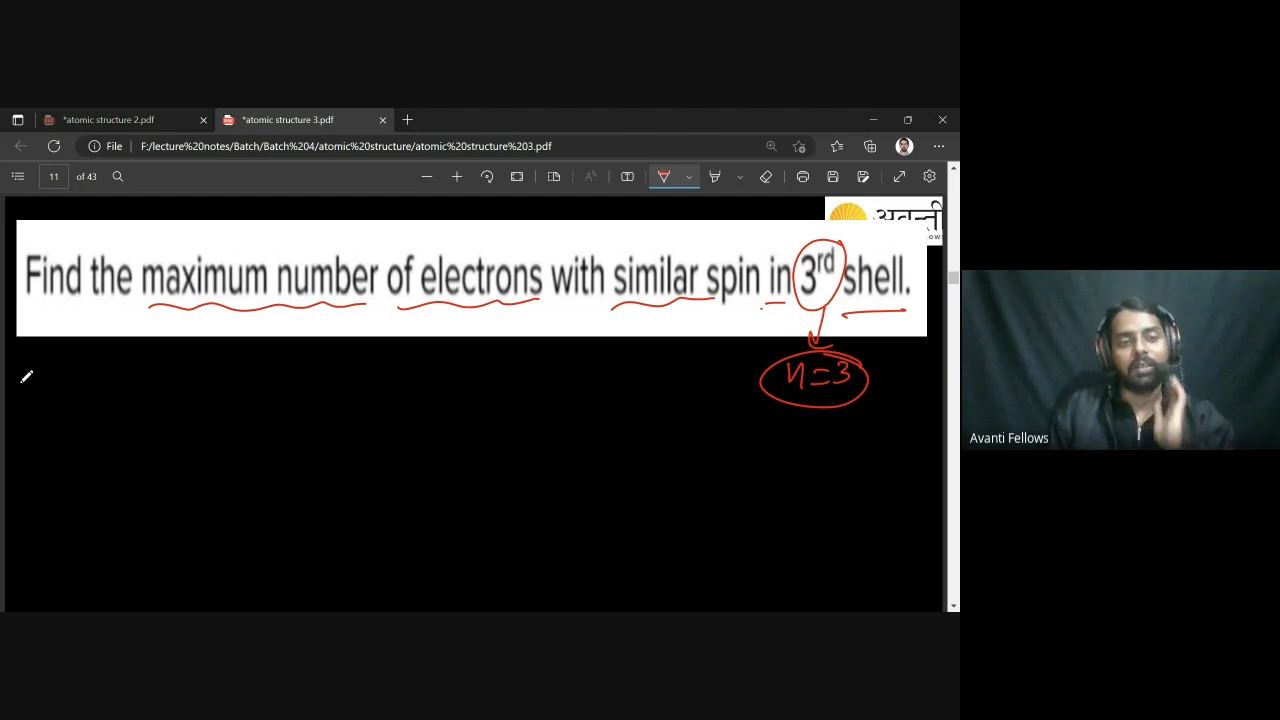 *atomic structure 2.pdf
*atomic structure 3.pdf
File
F:/lecture%20notes/Batch/Batch%204/atomic%20structure/atomic%20structure%203.pdf
11 of 43
अवन्ती
Find the maximum number of electrons with similar spin in 3rd shell.
n=3
Avanti Fellows